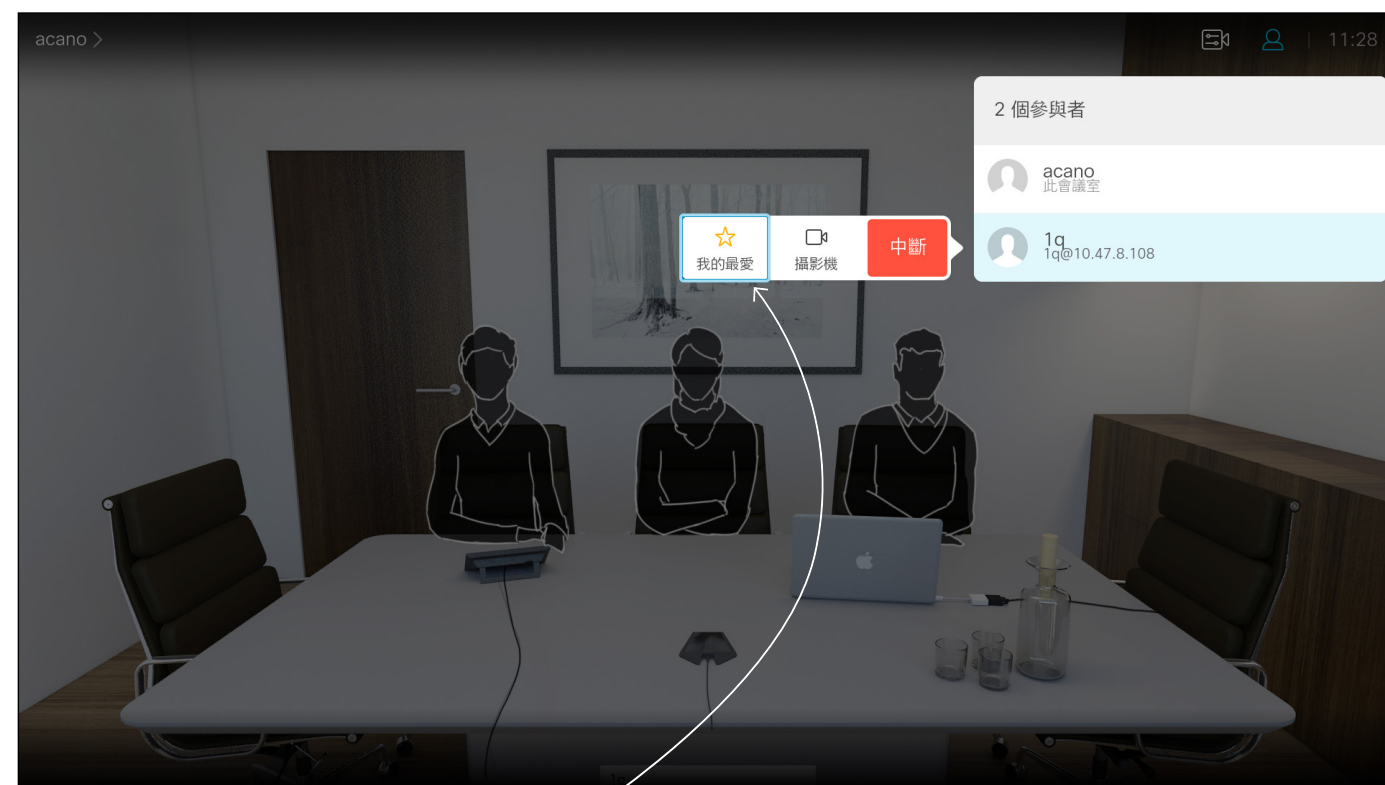 acano >
11:28
2 個參與者
acano
此會議室
1q
1q@10.47.8.108
我的最愛
攝影機
中斷
1q